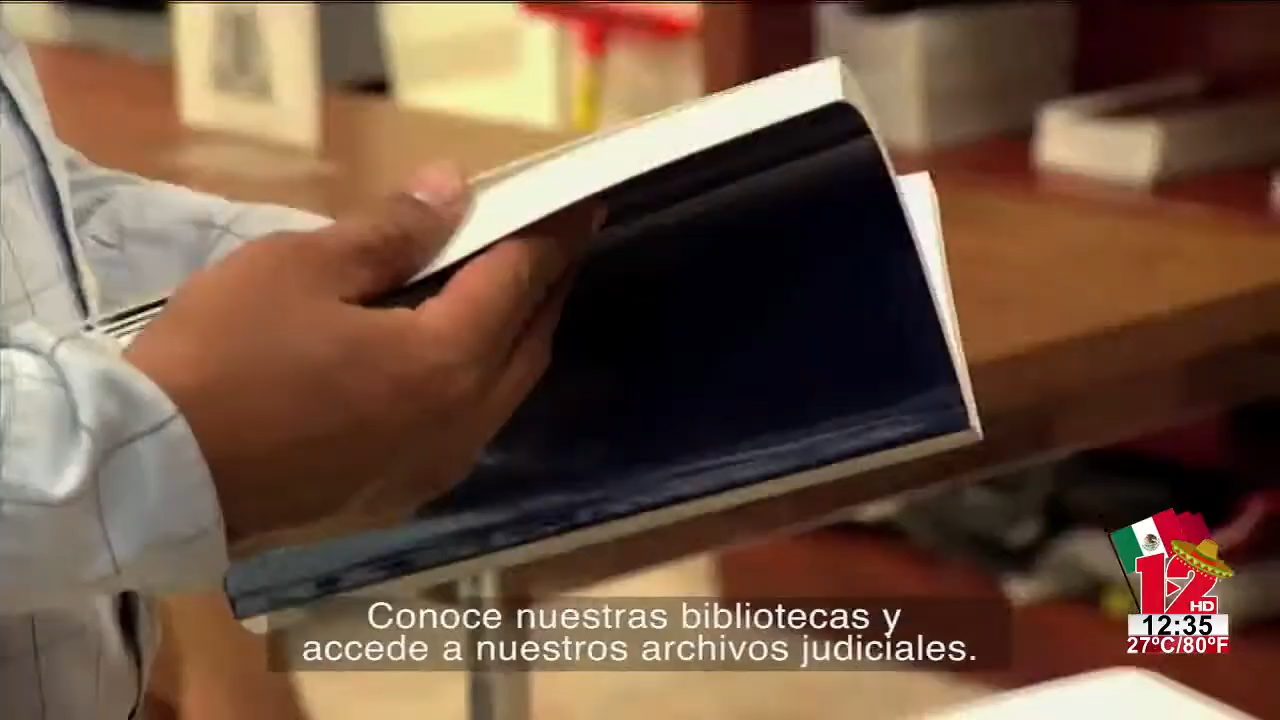 Conoce nuestras bibliotecas y
accede a nuestros archivos judiciales.
12
HD
12:35
27°C/80°F